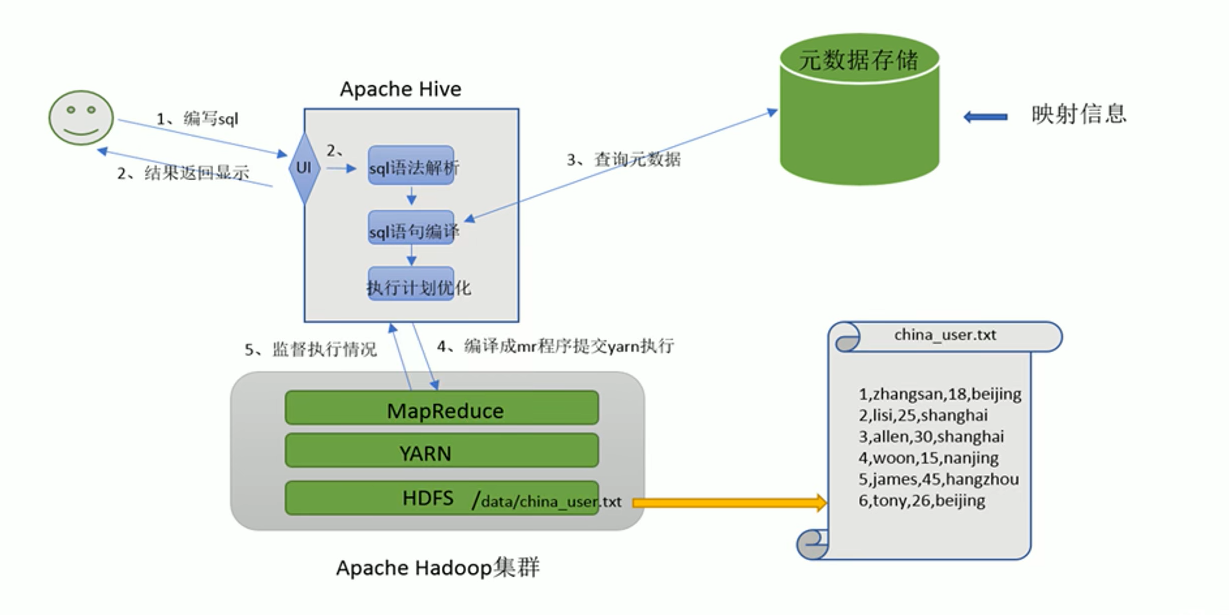 元数据存储
Apache Hive
映射信息
1、编写sql
2、
UI
3、查询元数据
sql语法解析
2、结果返回显示
sql语句编译
执行计划优化
china_user.txt
5、监督执行情况
4、编译成mr程序提交yarn执行
1,zhangsan,18,beijing
2,lisi,25,shanghai
3,allen,30,shanghai
4,woon,15,nanjing
5,james,45,hangzhou
6,tony,26,beijing
MapReduce
YARN
HDFS /data/china_user.txt
Apache Hadoop集群